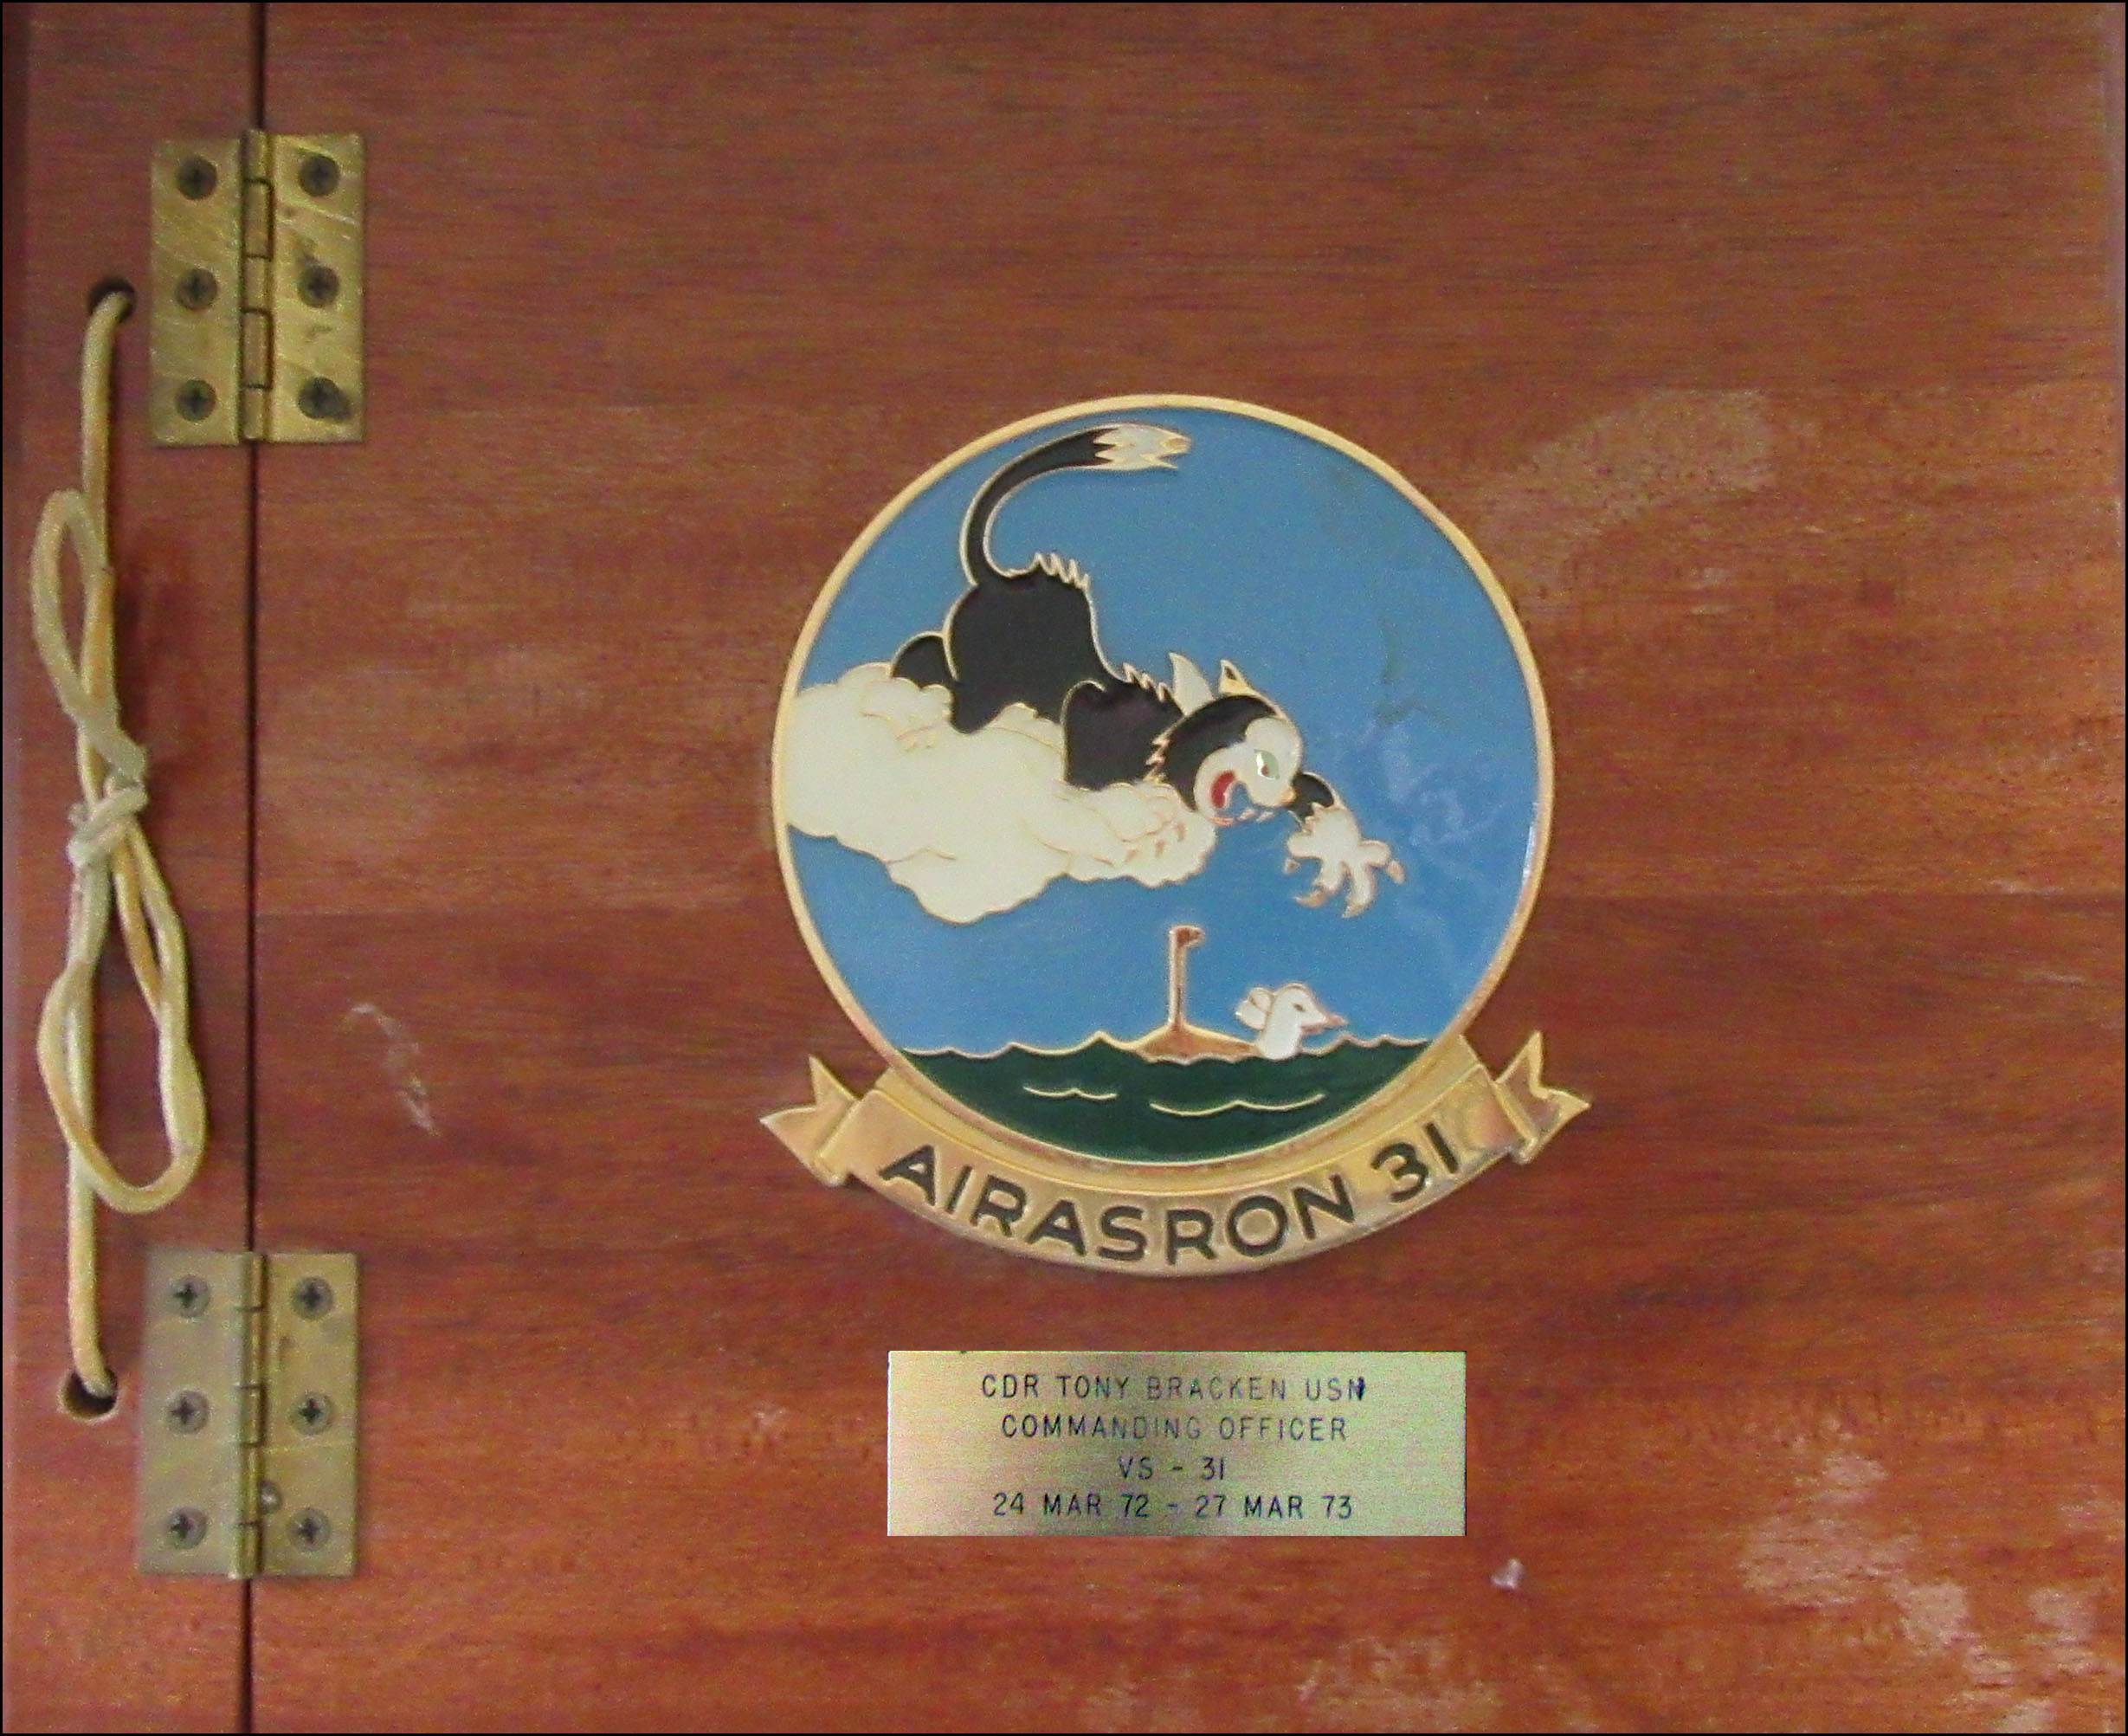 AIRASRON 31
CDR TONY BRACKEN USN
COMMANDING OFFICER
VS - 31
24 MAR 72 - 27 MAR 73